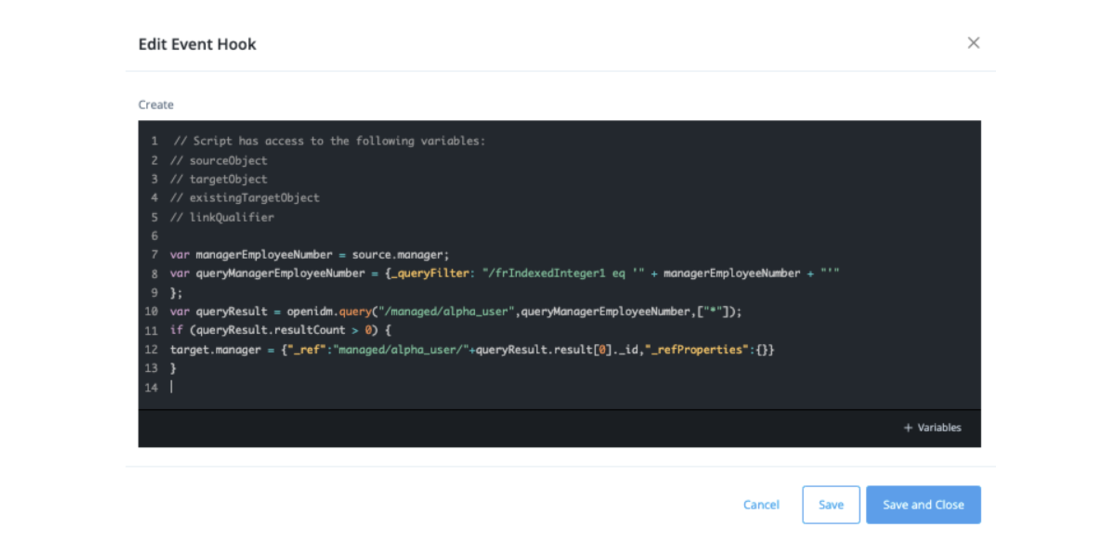 Edit Event Hook
Create
1 // Script has access to the following variables:
2 // sourceObject
3 // targetObject
4 // existingTargetObject
5 // linkQualifier
6
7 var managerEmployeeNumber = source.manager;
8 var queryManagerEmployeeNumber = {_queryFilter: "/frIndexedInteger1 eq '" + managerEmployeeNumber + "'"
9 };
10 var queryResult = openidm.query("/managed/alpha_user",queryManagerEmployeeNumber,["*"]);
11 if (queryResult.resultCount > 0) {
12 target.manager = {"_ref":"managed/alpha_user/"+queryResult.result[0]._id,"_refProperties":{}}
13 }
14
+ Variables
Cancel Save Save and Close